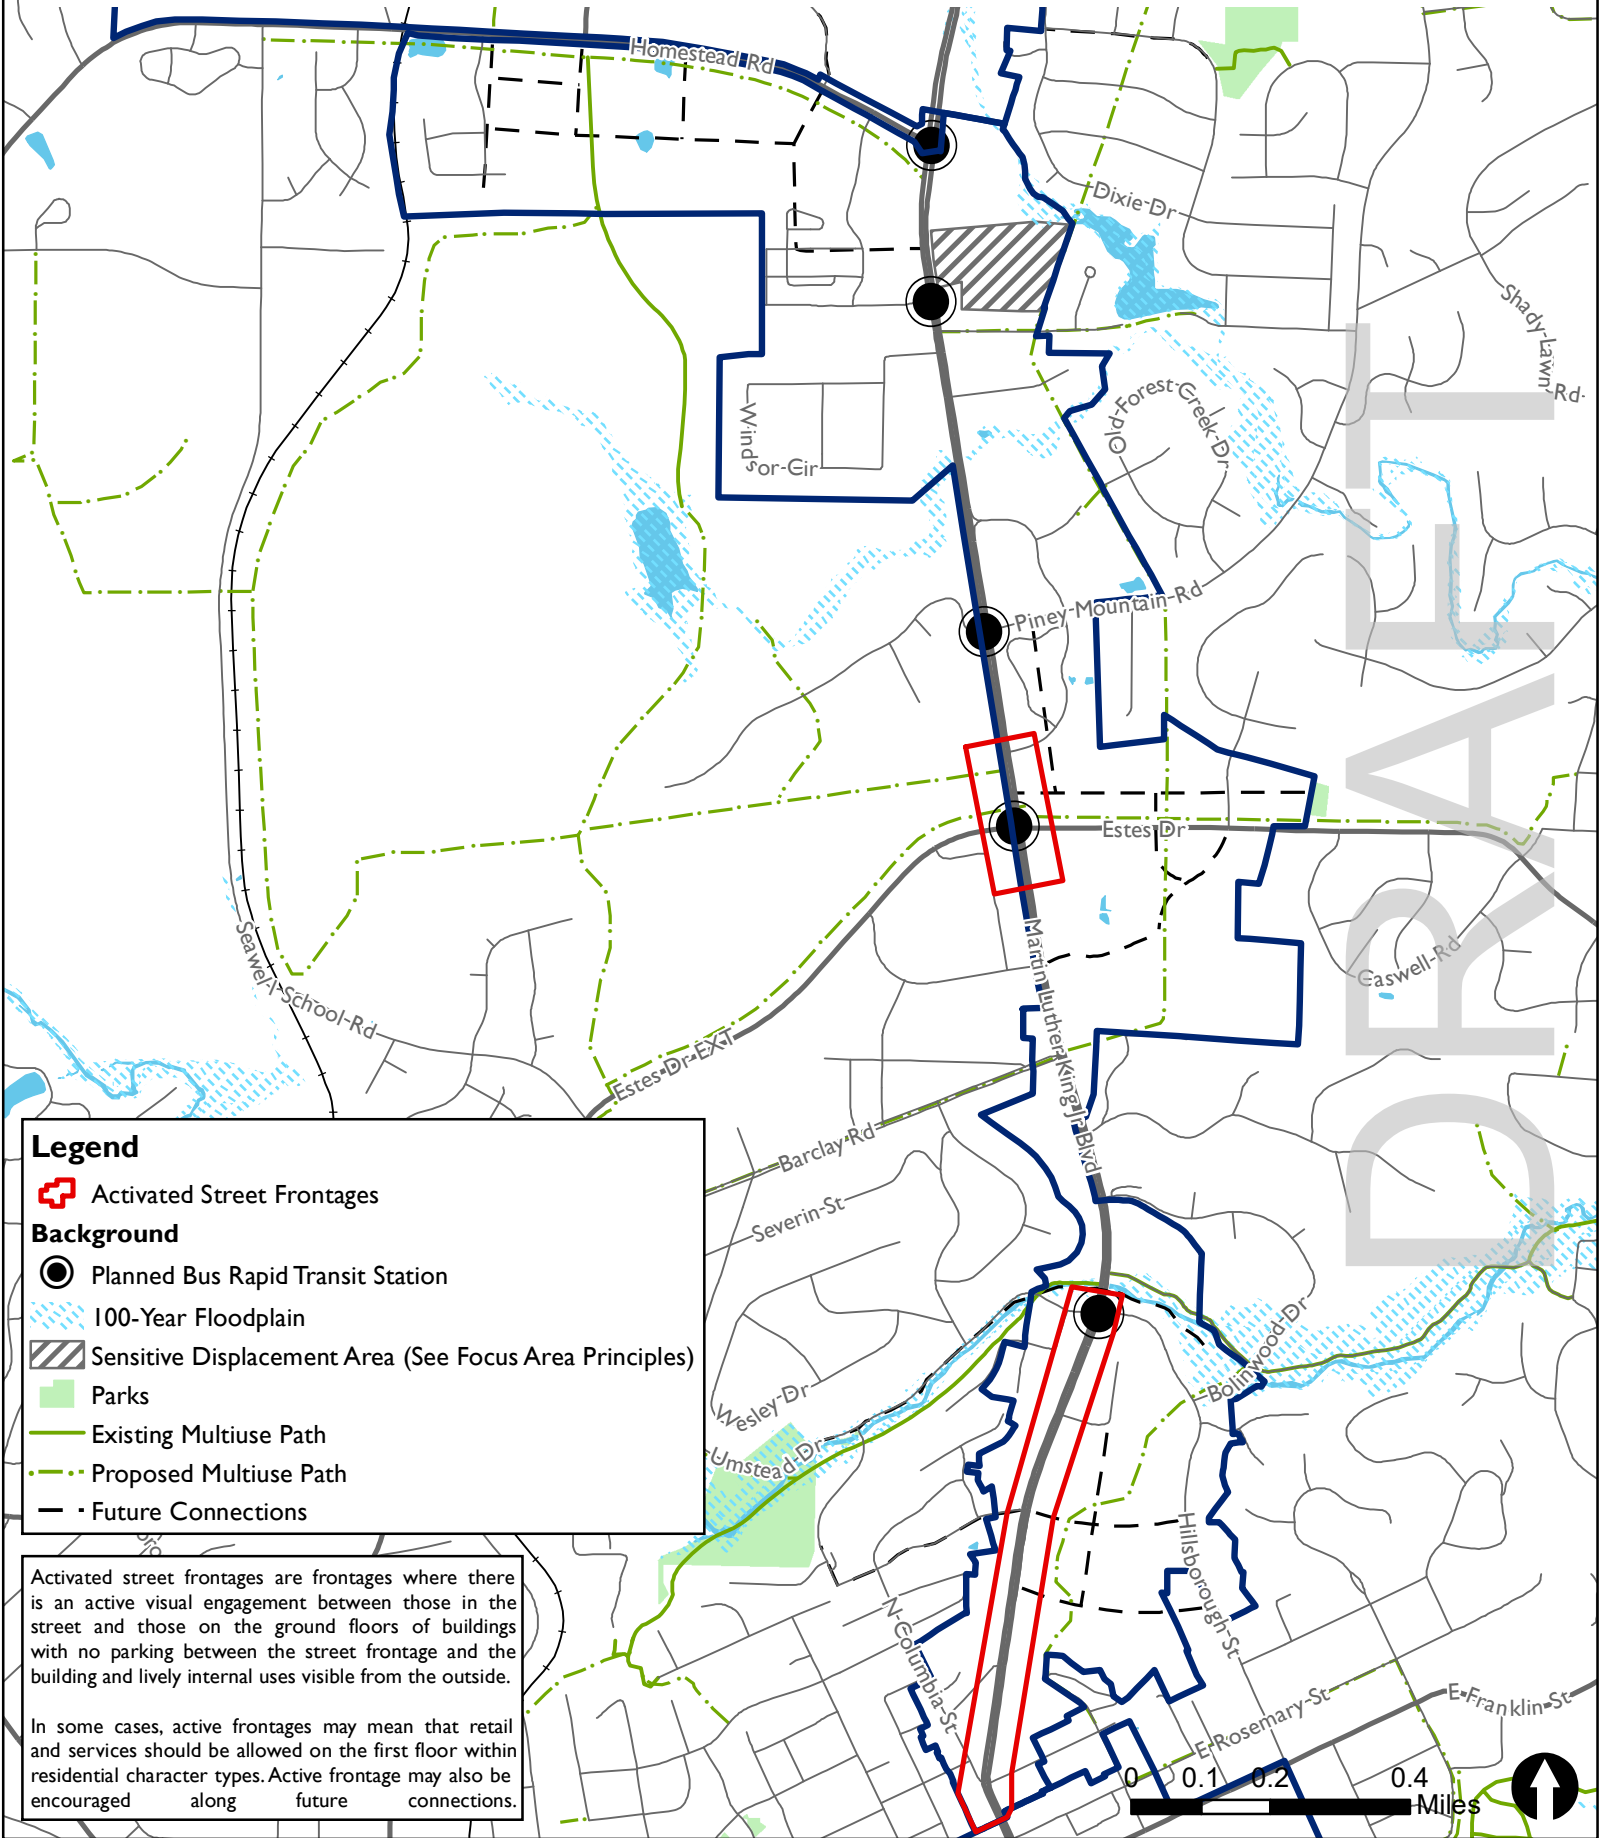 Homestead Rd
Dixie-Dr
Shady-Lawn-Rd-
Old-Forest-Creek-Dr
Windsor-Cir
Piney-Mountain-Rd
Estes-Dr
DRAFT
Martin Luther King Jr Blvd
Caswell-Rd
Seawell-School-Rd
Estes-Dr-EXT
Barclay-Rd
Severin-St
Bolinwood-Dr
Wesley-Dr
Umstead-Dr
Hillsborough-St
N-Columbia-St
E-Rosemary-St
E-Franklin-St
Legend
Activated Street Frontages
Background
Planned Bus Rapid Transit Station
100-Year Floodplain
Sensitive Displacement Area (See Focus Area Principles)
Parks
Existing Multiuse Path
Proposed Multiuse Path
Future Connections
Activated street frontages are frontages where there
is an active visual engagement between those in the
street and those on the ground floors of buildings
with no parking between the street frontage and the
building and lively internal uses visible from the outside.
In some cases, active frontages may mean that retail
and services should be allowed on the first floor within
residential character types. Active frontage may also be
encouraged along future connections.
0 0.1 0.2 0.4
Miles